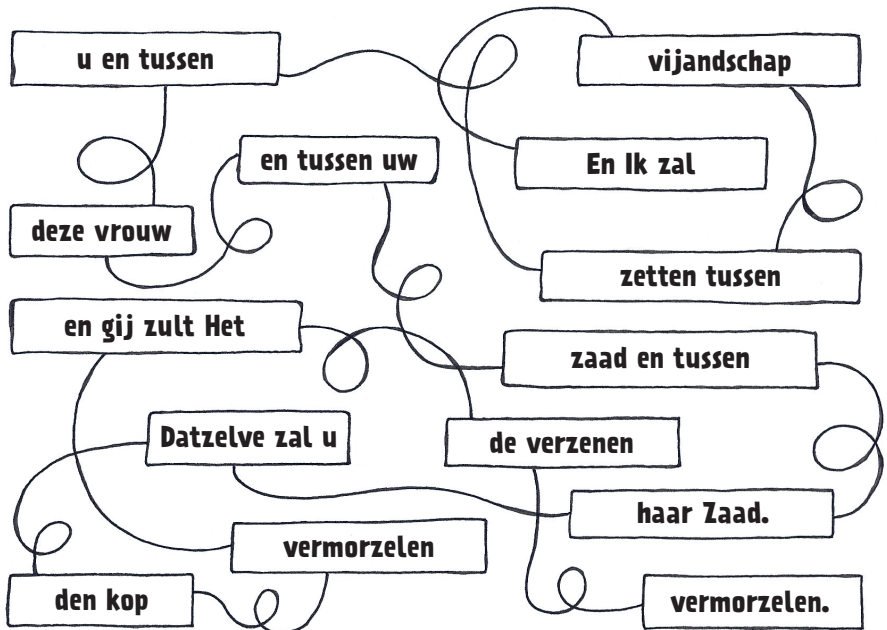 u en tussen
vijandschap
en tussen uw
En Ik zal
deze vrouw
zetten tussen
en gij zult Het
zaad en tussen
Datzelve zal u
de verzenen
haar Zaad.
vermorzelen
den kop
vermorzelen.